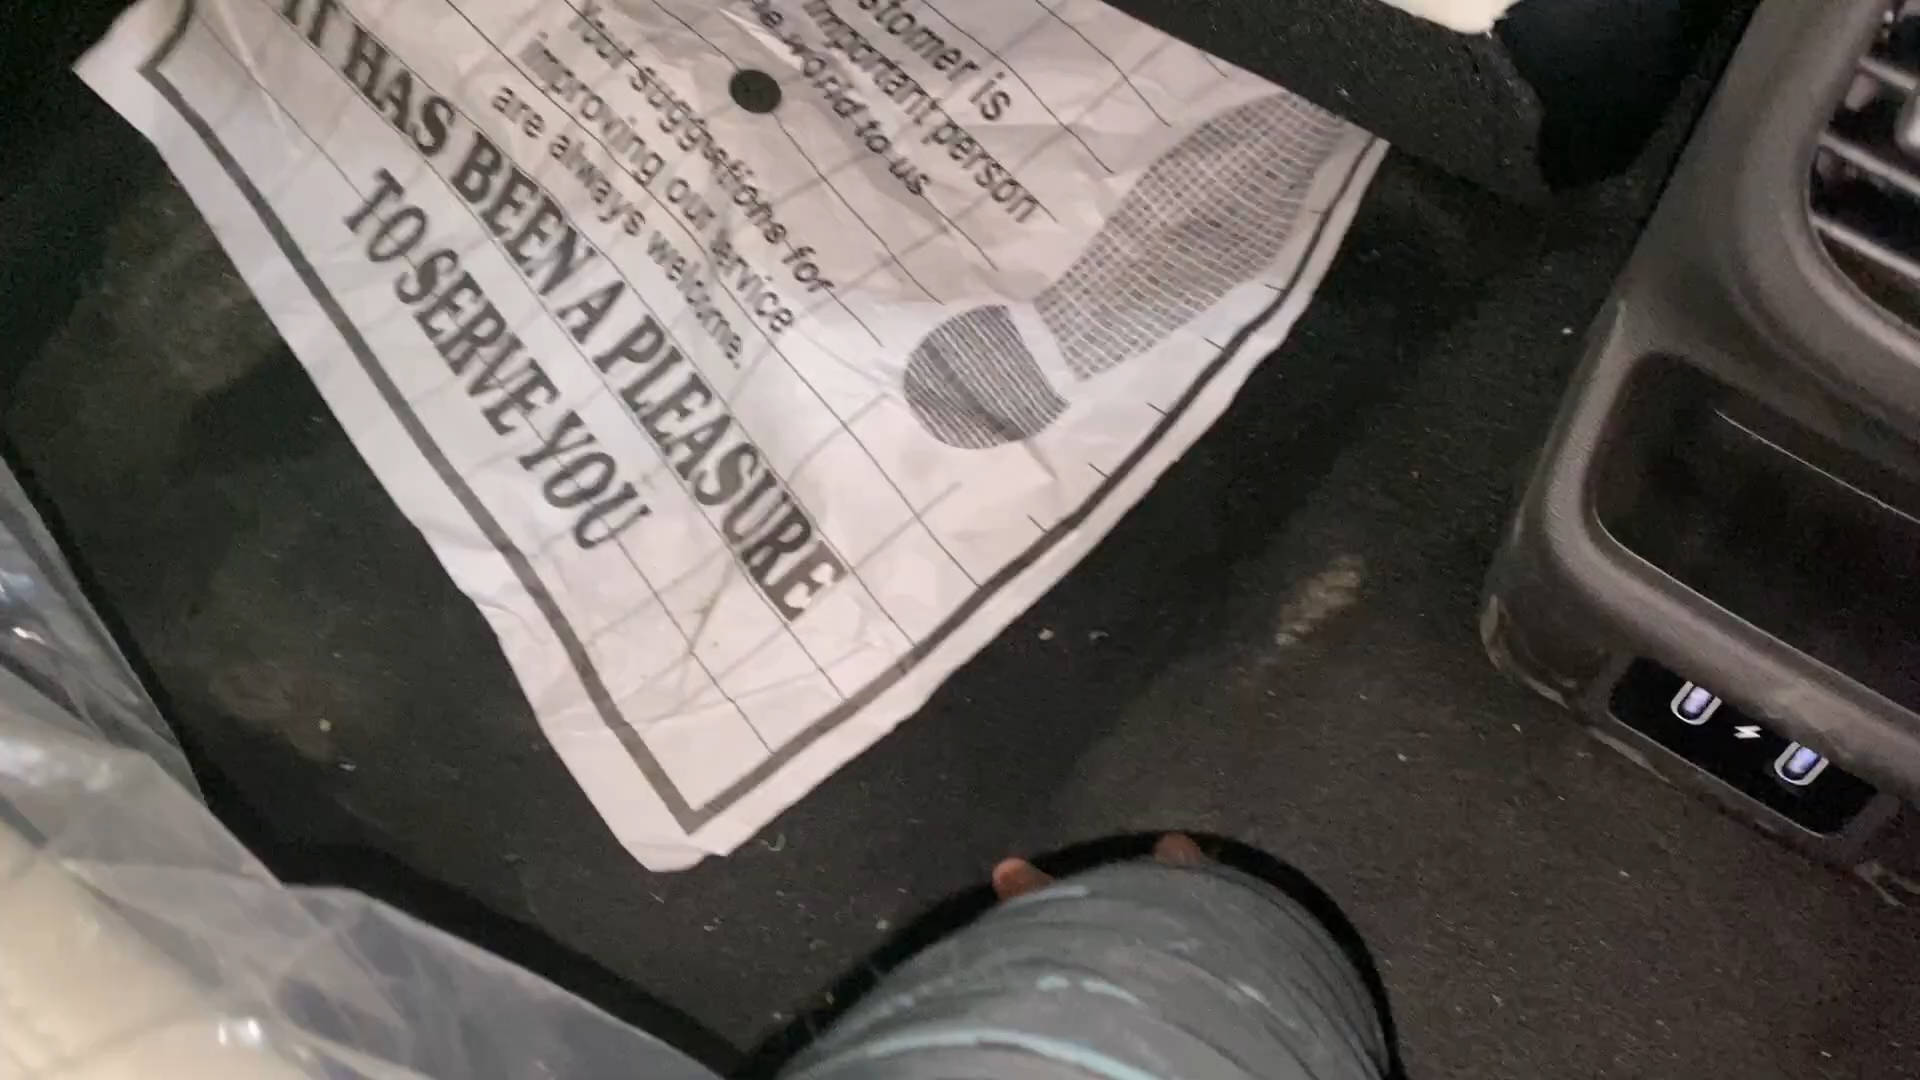 stomer is
important person
he world to us
Your suggestions for
improving our service
are always welcome.
IT HAS BEEN A PLEASURE
TO SERVE YOU